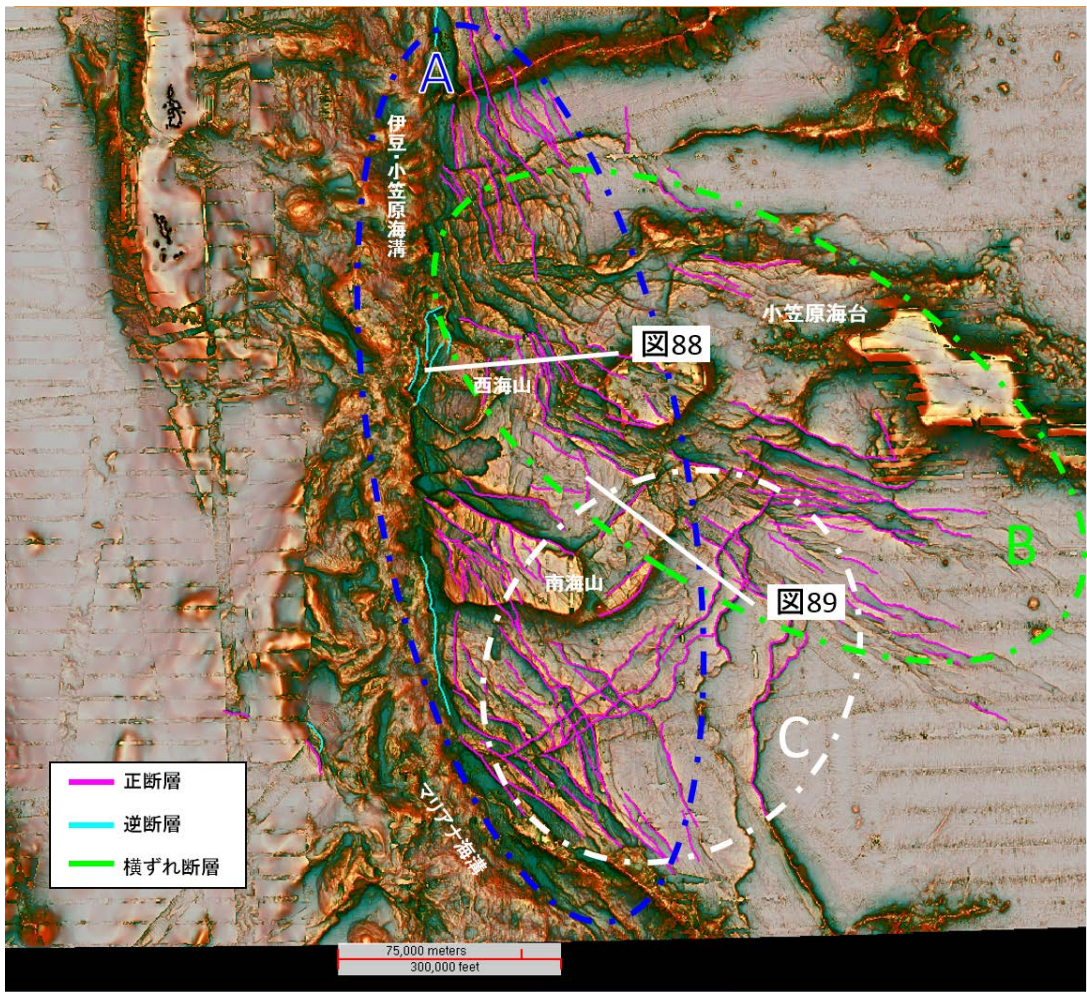 A
伊豆・小笠原海溝
小笠原海台
図88
西海山
B
南海山
図89
C
正断層
逆断層
横ずれ断層
マリアナ海溝
75,000 meters
300,000 feet